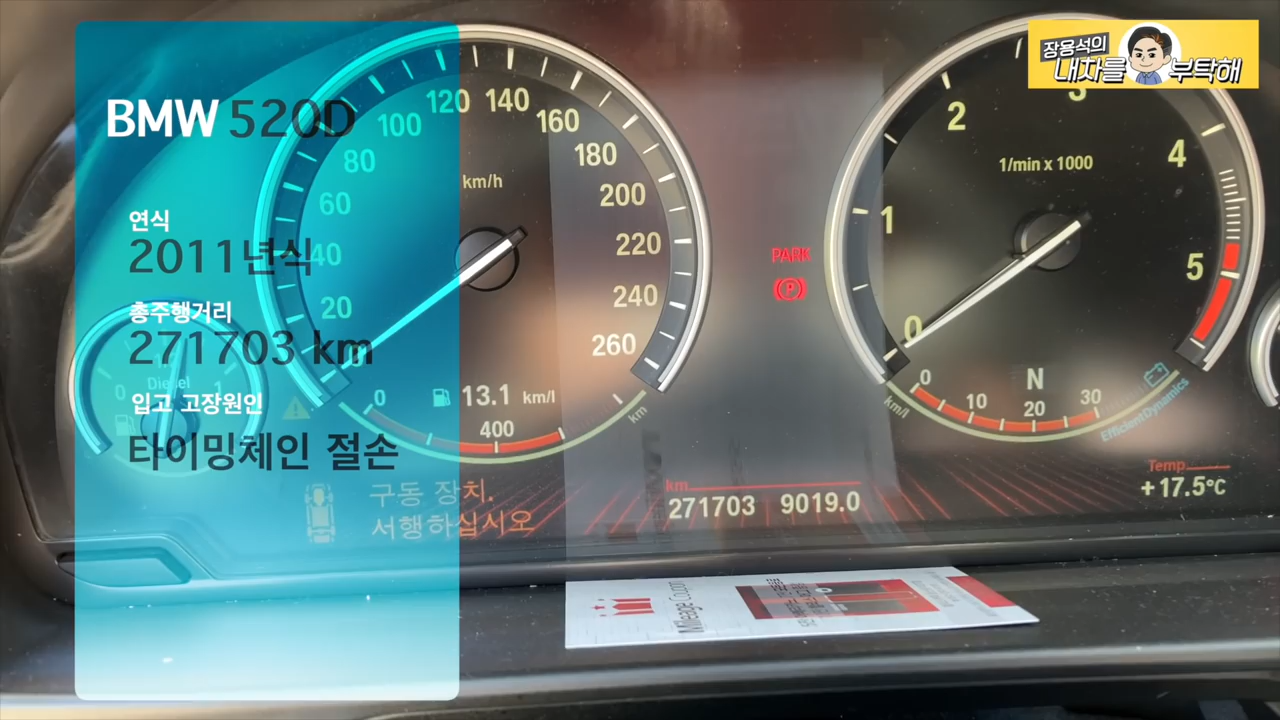 장용석의
내차를 부탁해
BMW 520D
연식
2011년식
총주행거리
271703 km
입고 고장원인
타이밍체인 절손
0
20
40
60
80
100
120
140
160
180
200
220
240
260
km/h
0 13.1 km/l
400
km
Diesel
0 1
구동 장치.
서행하십시오
PARK
P
km
271703 9019.0
0
1
2
3
4
5
1/min x 1000
N
0 10 20 30
km/l
EfficientDynamics
Temp
+17.5°C
Mileage Coupon